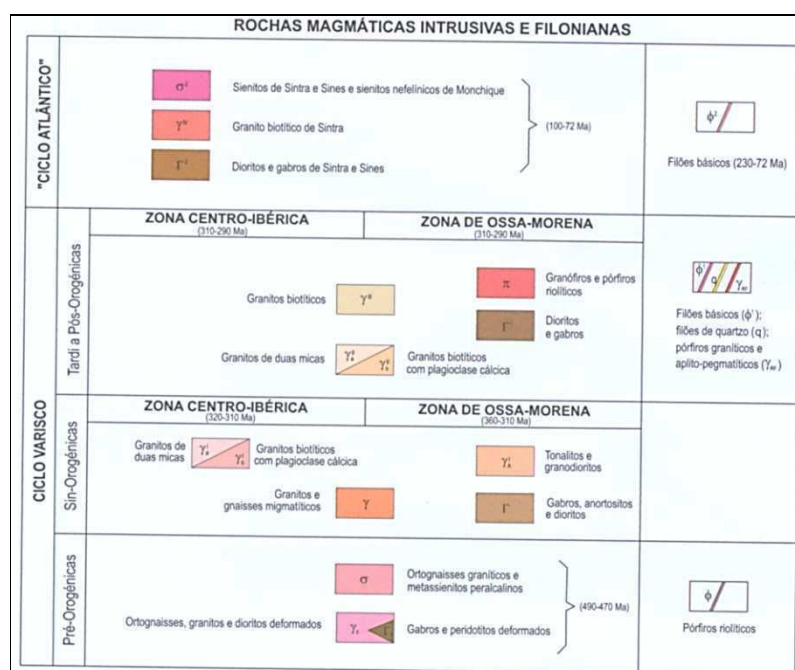 ROCHAS MAGMÁTICAS INTRUSIVAS E FILONIANAS
"CICLO ATLÂNTICO"
Sienitos de Sintra e Sines e sienitos nefelínicos de Monchique
Granito biotítico de Sintra
Dioritos e gabros de Sintra e Sines
(100-72 Ma)
Filões básicos (230-72 Ma)
CICLO VARISCO
Tardi a Pós-Orogénicas
ZONA CENTRO-IBÉRICA
(310-290 Ma)
ZONA DE OSSA-MORENA
(310-290 Ma)
Granitos biotíticos
Granitos de duas micas
Granitos biotíticos
com plagioclase cálcica
π
Granófiros e pórfiros
riolíticos
Γ
Dioritos
e gabros
q
Filões básicos (ϕ');
filões de quartzo (q);
pórfiros graníticos e
aplito-pegmatíticos
Sin-Orogénicas
ZONA CENTRO-IBÉRICA
(320-310 Ma)
ZONA DE OSSA-MORENA
(360-310 Ma)
Granitos de
duas micas
Granitos biotíticos
com plagioclase cálcica
Granitos e
gnaisses migmatíticos
γ
Tonalitos e
granodioritos
Γ
Gabros, anortositos
e dioritos
Pré-Orogénicas
σ
Ortognaisses graníticos e
metassienitos peralcalinos
Ortognaisses, granitos e dioritos deformados
Gabros e peridotitos deformados
(490-470 Ma)
ϕ
Pórfiros riolíticos